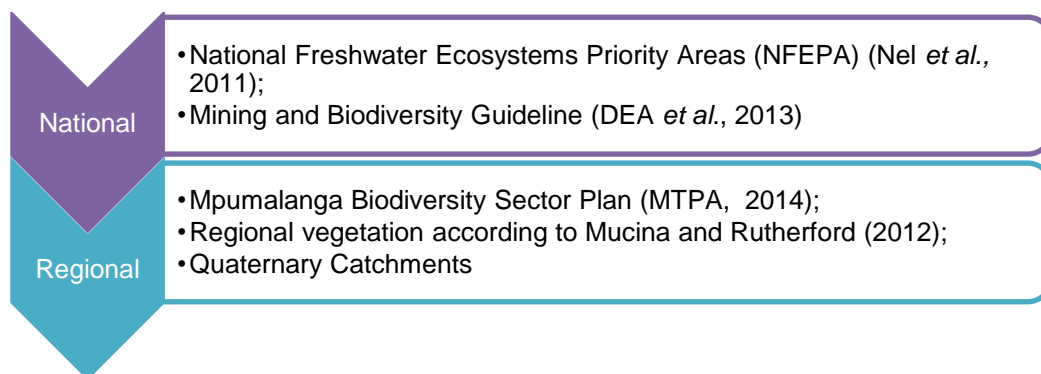 National
•National Freshwater Ecosystems Priority Areas (NFEPA) (Nel et al.,
2011);
•Mining and Biodiversity Guideline (DEA et al., 2013)
Regional
•Mpumalanga Biodiversity Sector Plan (MTPA, 2014);
•Regional vegetation according to Mucina and Rutherford (2012);
•Quaternary Catchments